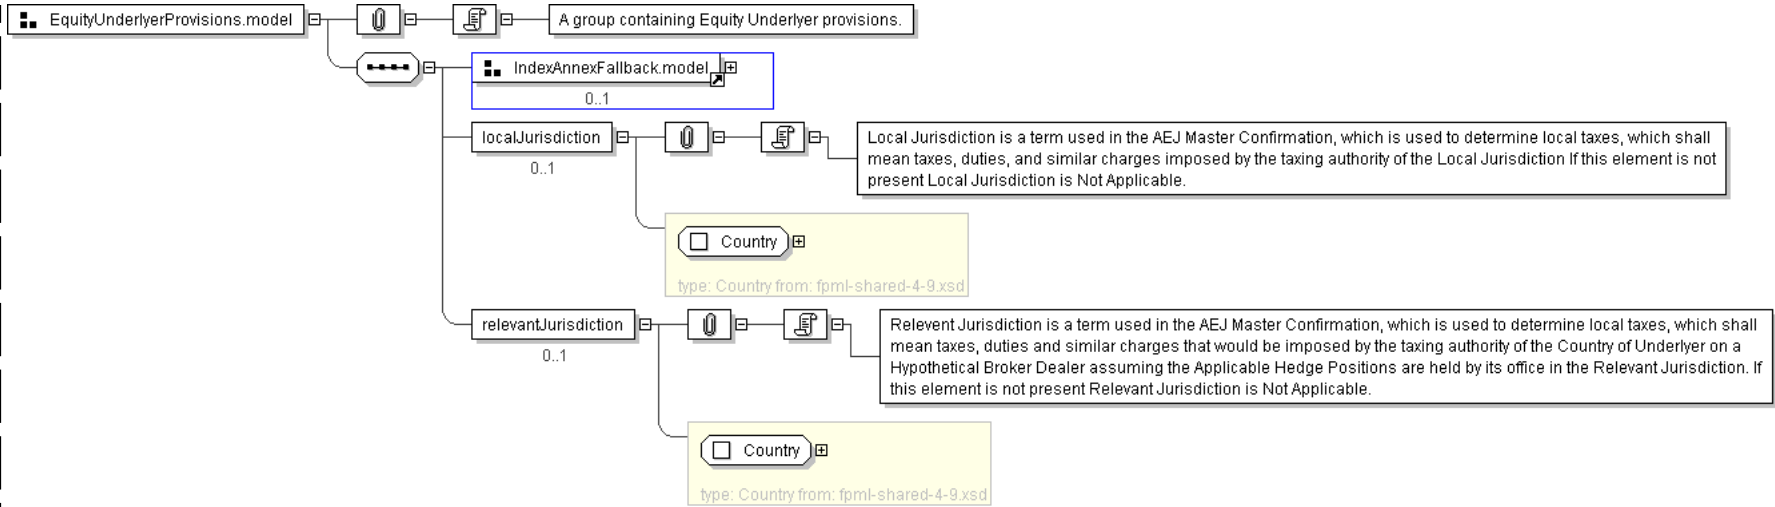 EquityUnderlyerProvisions.model
A group containing Equity Underlyer provisions.
IndexAnnexFallback.model
0..1
localJurisdiction
0..1
Local Jurisdiction is a term used in the AEJ Master Confirmation, which is used to determine local taxes, which shall
mean taxes, duties, and similar charges imposed by the taxing authority of the Local Jurisdiction If this element is not
present Local Jurisdiction is Not Applicable.
Country
type: Country from: fpml-shared-4-9.xsd
relevantJurisdiction
0..1
Relevent Jurisdiction is a term used in the AEJ Master Confirmation, which is used to determine local taxes, which shall
mean taxes, duties and similar charges that would be imposed by the taxing authority of the Country of Underlyer on a
Hypothetical Broker Dealer assuming the Applicable Hedge Positions are held by its office in the Relevant Jurisdiction. If
this element is not present Relevant Jurisdiction is Not Applicable.
Country
type: Country from: fpml-shared-4-9.xsd